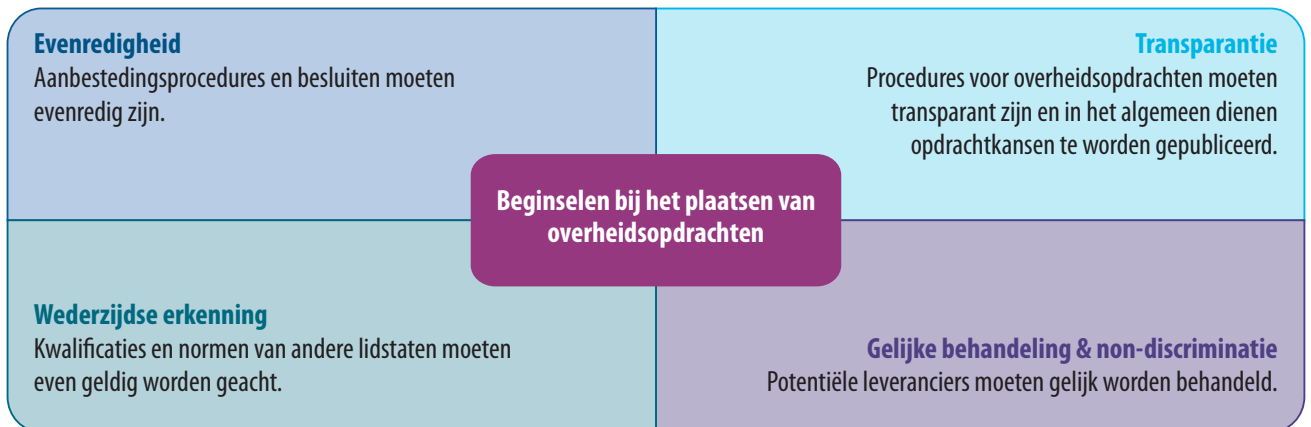 Evenredigheid
Aanbestedingsprocedures en besluiten moeten
evenredig zijn.
Transparantie
Procedures voor overheidsopdrachten moeten
transparant zijn en in het algemeen dienen
opdrachtkansen te worden gepubliceerd.
Beginselen bij het plaatsen van
overheidsopdrachten
Wederzijdse erkenning
Kwalificaties en normen van andere lidstaten moeten
even geldig worden geacht.
Gelijke behandeling & non-discriminatie
Potentiële leveranciers moeten gelijk worden behandeld.